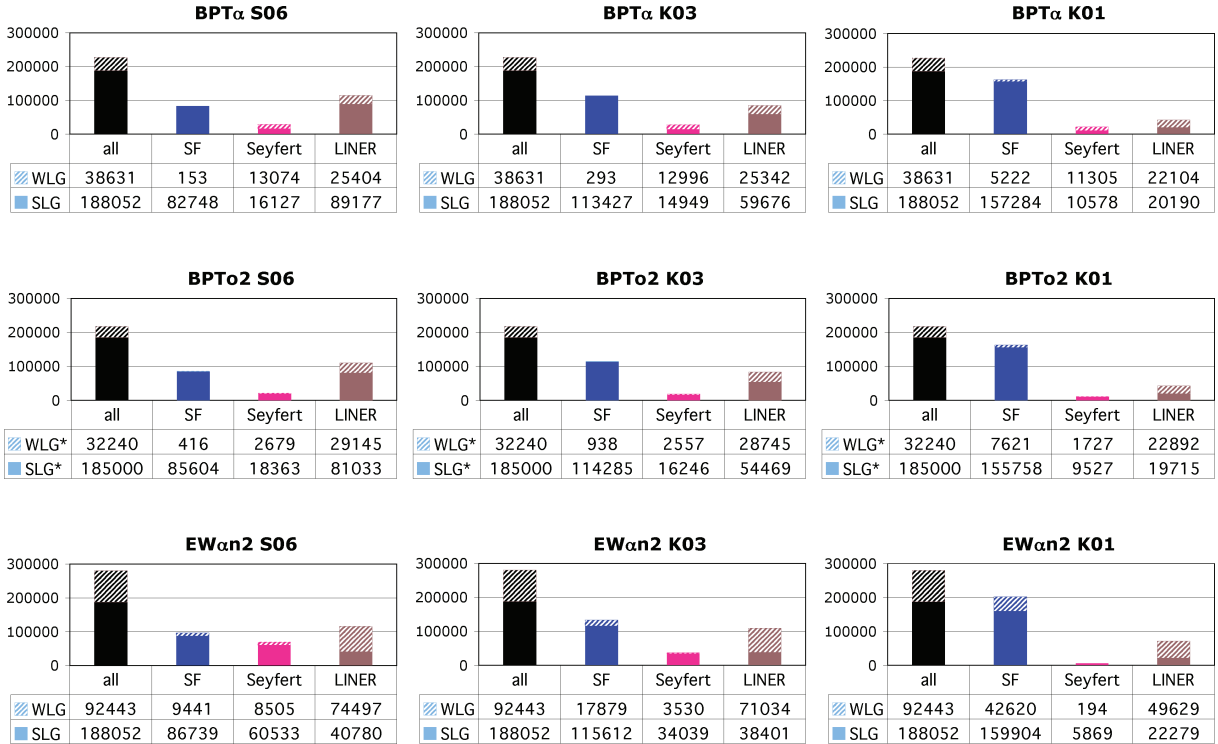 BPTα S06
300000
200000
100000
0
all SF Seyfert LINER
WLG 38631 153 13074 25404
SLG 188052 82748 16127 89177
BPTα K03
300000
200000
100000
0
all SF Seyfert LINER
WLG 38631 293 12996 25342
SLG 188052 113427 14949 59676
BPTα K01
300000
200000
100000
0
all SF Seyfert LINER
WLG 38631 5222 11305 22104
SLG 188052 157284 10578 20190
BPTo2 S06
300000
200000
100000
0
all SF Seyfert LINER
WLG* 32240 416 2679 29145
SLG* 185000 85604 18363 81033
BPTo2 K03
300000
200000
100000
0
all SF Seyfert LINER
WLG* 32240 938 2557 28745
SLG* 185000 114285 16246 54469
BPTo2 K01
300000
200000
100000
0
all SF Seyfert LINER
WLG* 32240 7621 1727 22892
SLG* 185000 155758 9527 19715
EWαn2 S06
300000
200000
100000
0
all SF Seyfert LINER
WLG 92443 9441 8505 74497
SLG 188052 86739 60533 40780
EWαn2 K03
300000
200000
100000
0
all SF Seyfert LINER
WLG 92443 17879 3530 71034
SLG 188052 115612 34039 38401
EWαn2 K01
300000
200000
100000
0
all SF Seyfert LINER
WLG 92443 42620 194 49629
SLG 188052 159904 5869 22279